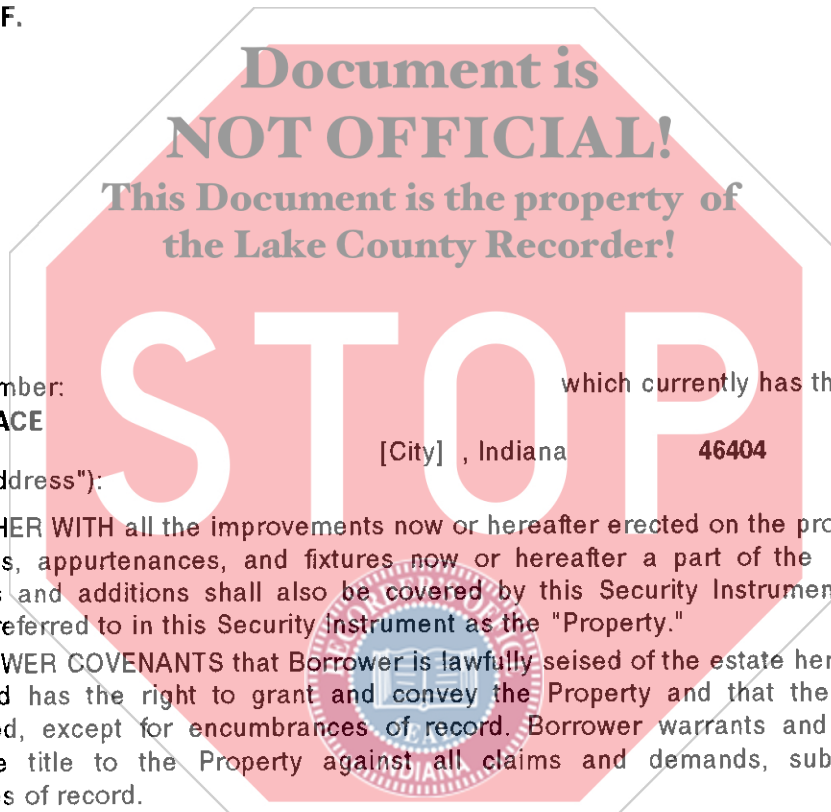 F.
Document is
NOT OFFICIAL!
This Document is the property of
the Lake County Recorder!
STOP
mber: which currently has th
ACE
[City] , Indiana 46404
ddress"):
HER WITH all the improvements now or hereafter erected on the pro
s, appurtenances, and fixtures now or hereafter a part of the
s and additions shall also be covered by this Security Instrumen
referred to in this Security Instrument as the "Property."
WER COVENANTS that Borrower is lawfully seised of the estate her
d has the right to grant and convey the Property and that the
ed, except for encumbrances of record. Borrower warrants and
e title to the Property against all claims and demands, sub
s of record.
RECORDER'S OFFICE
SEAL
INDIANA